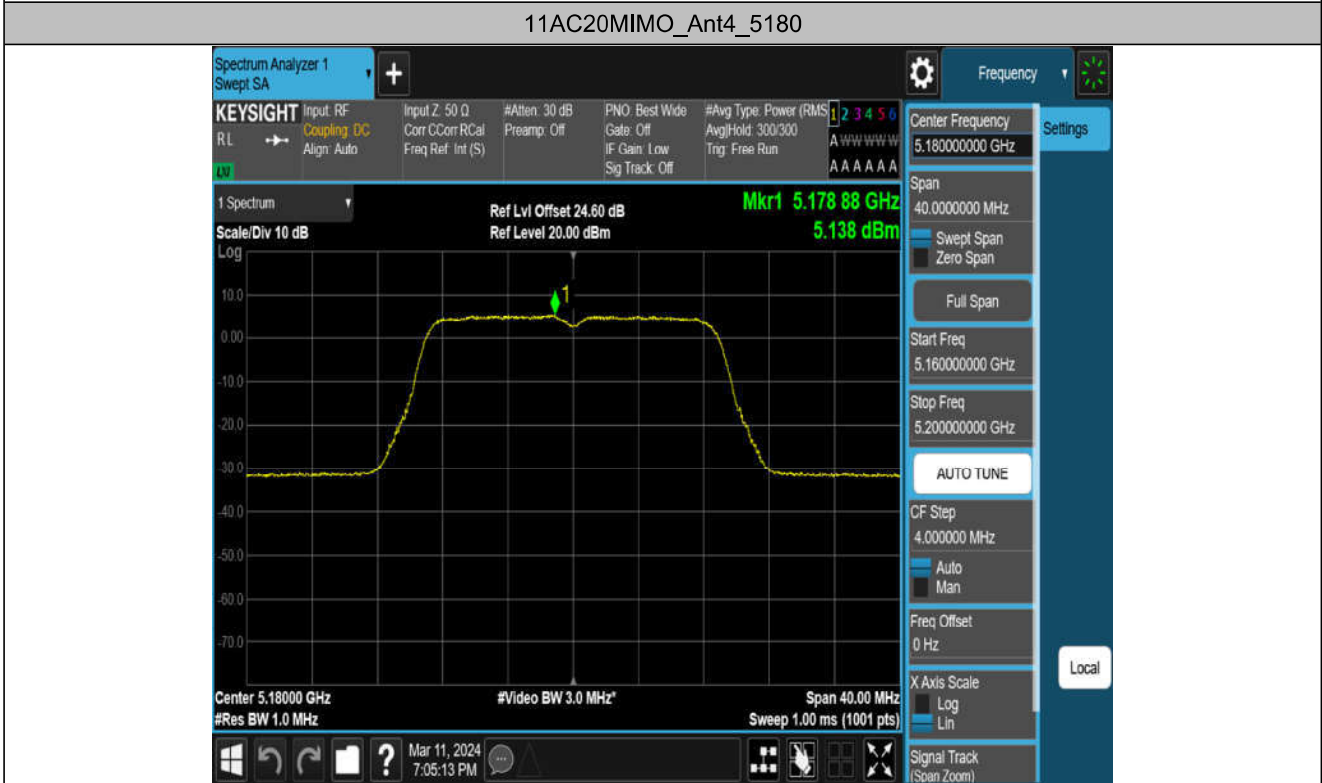 11AC20MIMO_Ant4_5180
Spectrum Analyzer 1
Swept SA
+
Frequency
KEYSIGHT
RL
LXI
Input: RF
Coupling: DC
Align: Auto
Input Z: 50 Ω
Corr CCorr RCal
Freq Ref: Int (S)
#Atten: 30 dB
Preamp: Off
PNO: Best Wide
Gate: Off
IF Gain: Low
Sig Track: Off
#Avg Type: Power (RMS
Avg|Hold: 300/300
Trig: Free Run
1 2 3 4 5 6
A W W W W W
A A A A A A
Center Frequency
5.180000000 GHz
Settings
Span
40.0000000 MHz
Swept Span
Zero Span
Full Span
Start Freq
5.160000000 GHz
Stop Freq
5.200000000 GHz
AUTO TUNE
CF Step
4.000000 MHz
Auto
Man
Freq Offset
0 Hz
X Axis Scale
Log
Lin
Signal Track
(Span Zoom)
Local
1 Spectrum
Scale/Div 10 dB
Log
Ref Lvl Offset 24.60 dB
Ref Level 20.00 dBm
Mkr1 5.178 88 GHz
5.138 dBm
1
10.0
0.00
-10.0
-20.0
-30.0
-40.0
-50.0
-60.0
-70.0
Center 5.18000 GHz
#Video BW 3.0 MHz*
Span 40.00 MHz
#Res BW 1.0 MHz
Sweep 1.00 ms (1001 pts)
?
Mar 11, 2024
7:05:13 PM